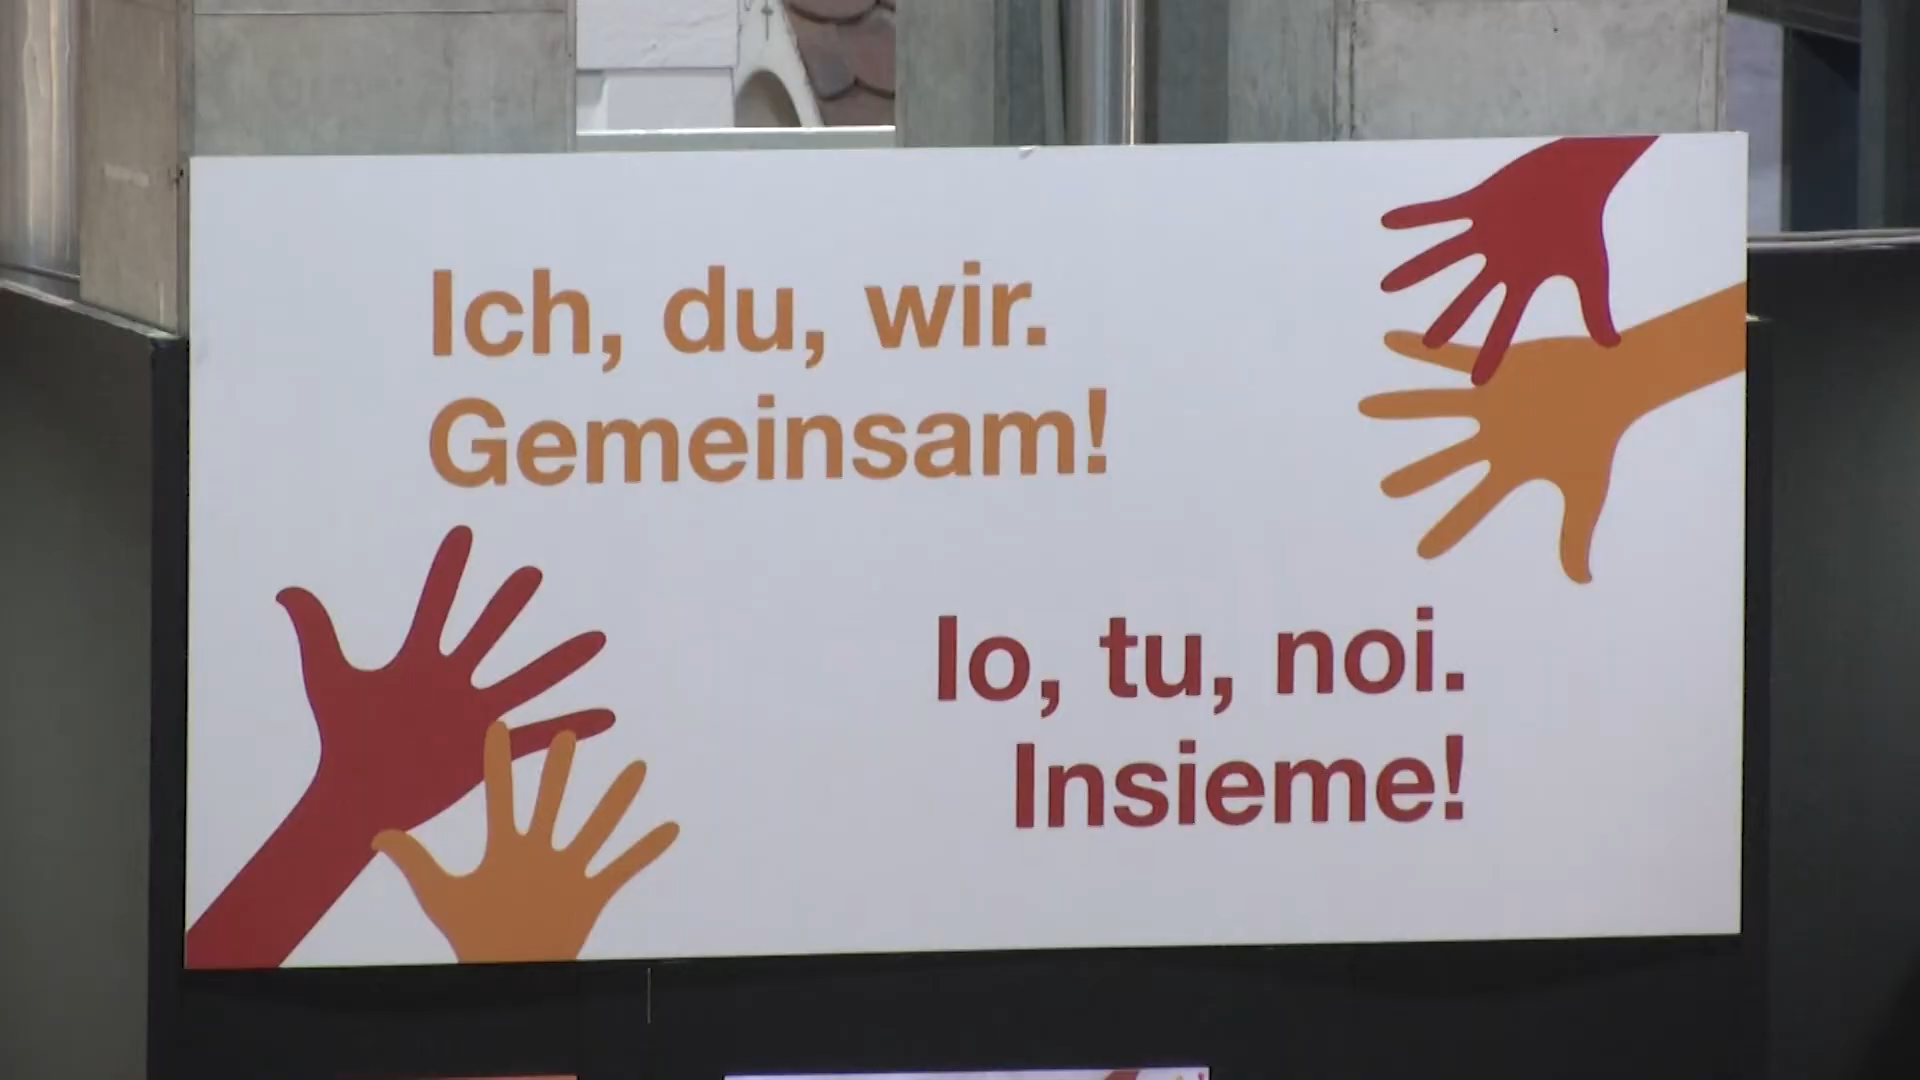 Ich, du, wir.
Gemeinsam!
Io, tu, noi.
Insieme!